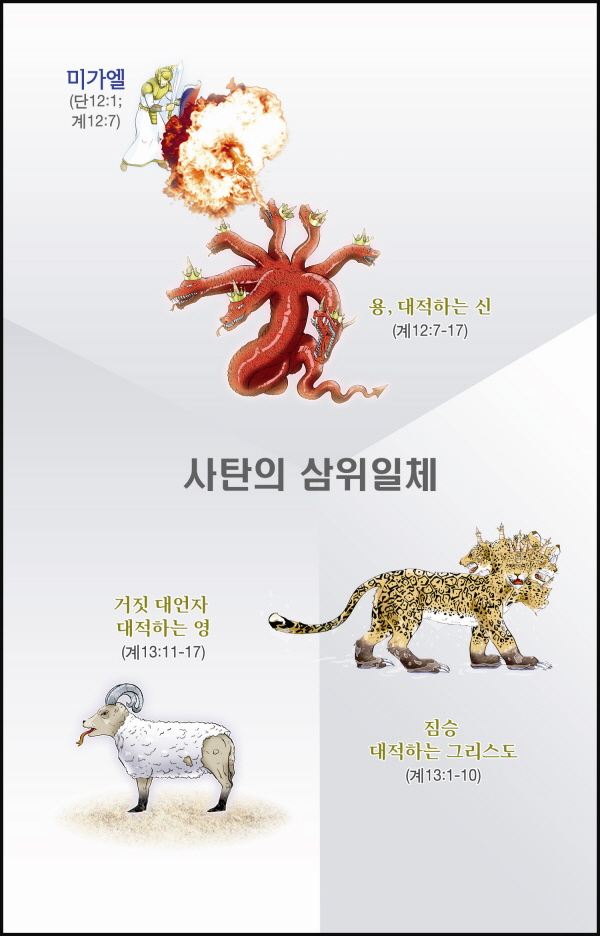 미가엘
(단12:1;
계12:7)
용, 대적하는 신
(계12:7-17)
사탄의 삼위일체
거짓 대언자
대적하는 영
(계13:11-17)
짐승
대적하는 그리스도
(계13:1-10)